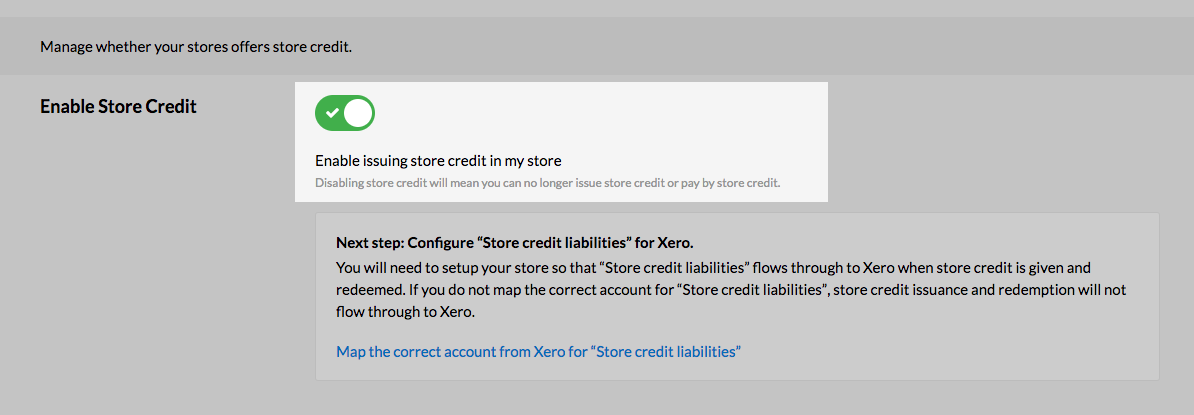 Manage whether your stores offers store credit.
Enable Store Credit
Enable issuing store credit in my store
Disabling store credit will mean you can no longer issue store credit or pay by store credit.
Next step: Configure “Store credit liabilities” for Xero.
You will need to setup your store so that “Store credit liabilities” flows through to Xero when store credit is given and
redeemed. If you do not map the correct account for “Store credit liabilities”, store credit issuance and redemption will not
flow through to Xero.
Map the correct account from Xero for “Store credit liabilities”